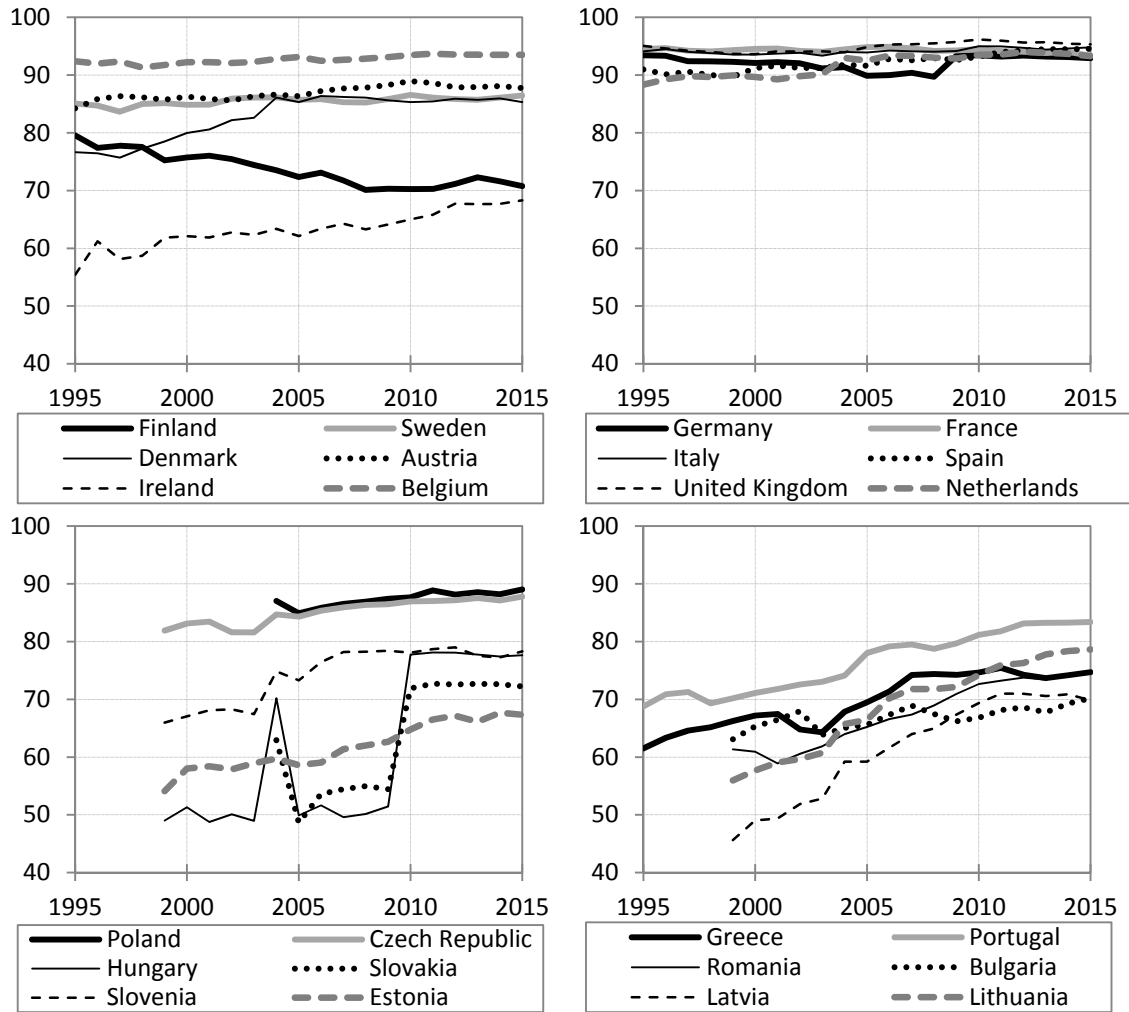 100
90
80
70
60
50
40
1995 2000 2005 2010 2015
Finland Sweden
Denmark Austria
Ireland Belgium
100
90
80
70
60
50
40
1995 2000 2005 2010 2015
Germany France
Italy Spain
United Kingdom Netherlands
100
90
80
70
60
50
40
1995 2000 2005 2010 2015
Poland Czech Republic
Hungary Slovakia
Slovenia Estonia
100
90
80
70
60
50
40
1995 2000 2005 2010 2015
Greece Portugal
Romania Bulgaria
Latvia Lithuania